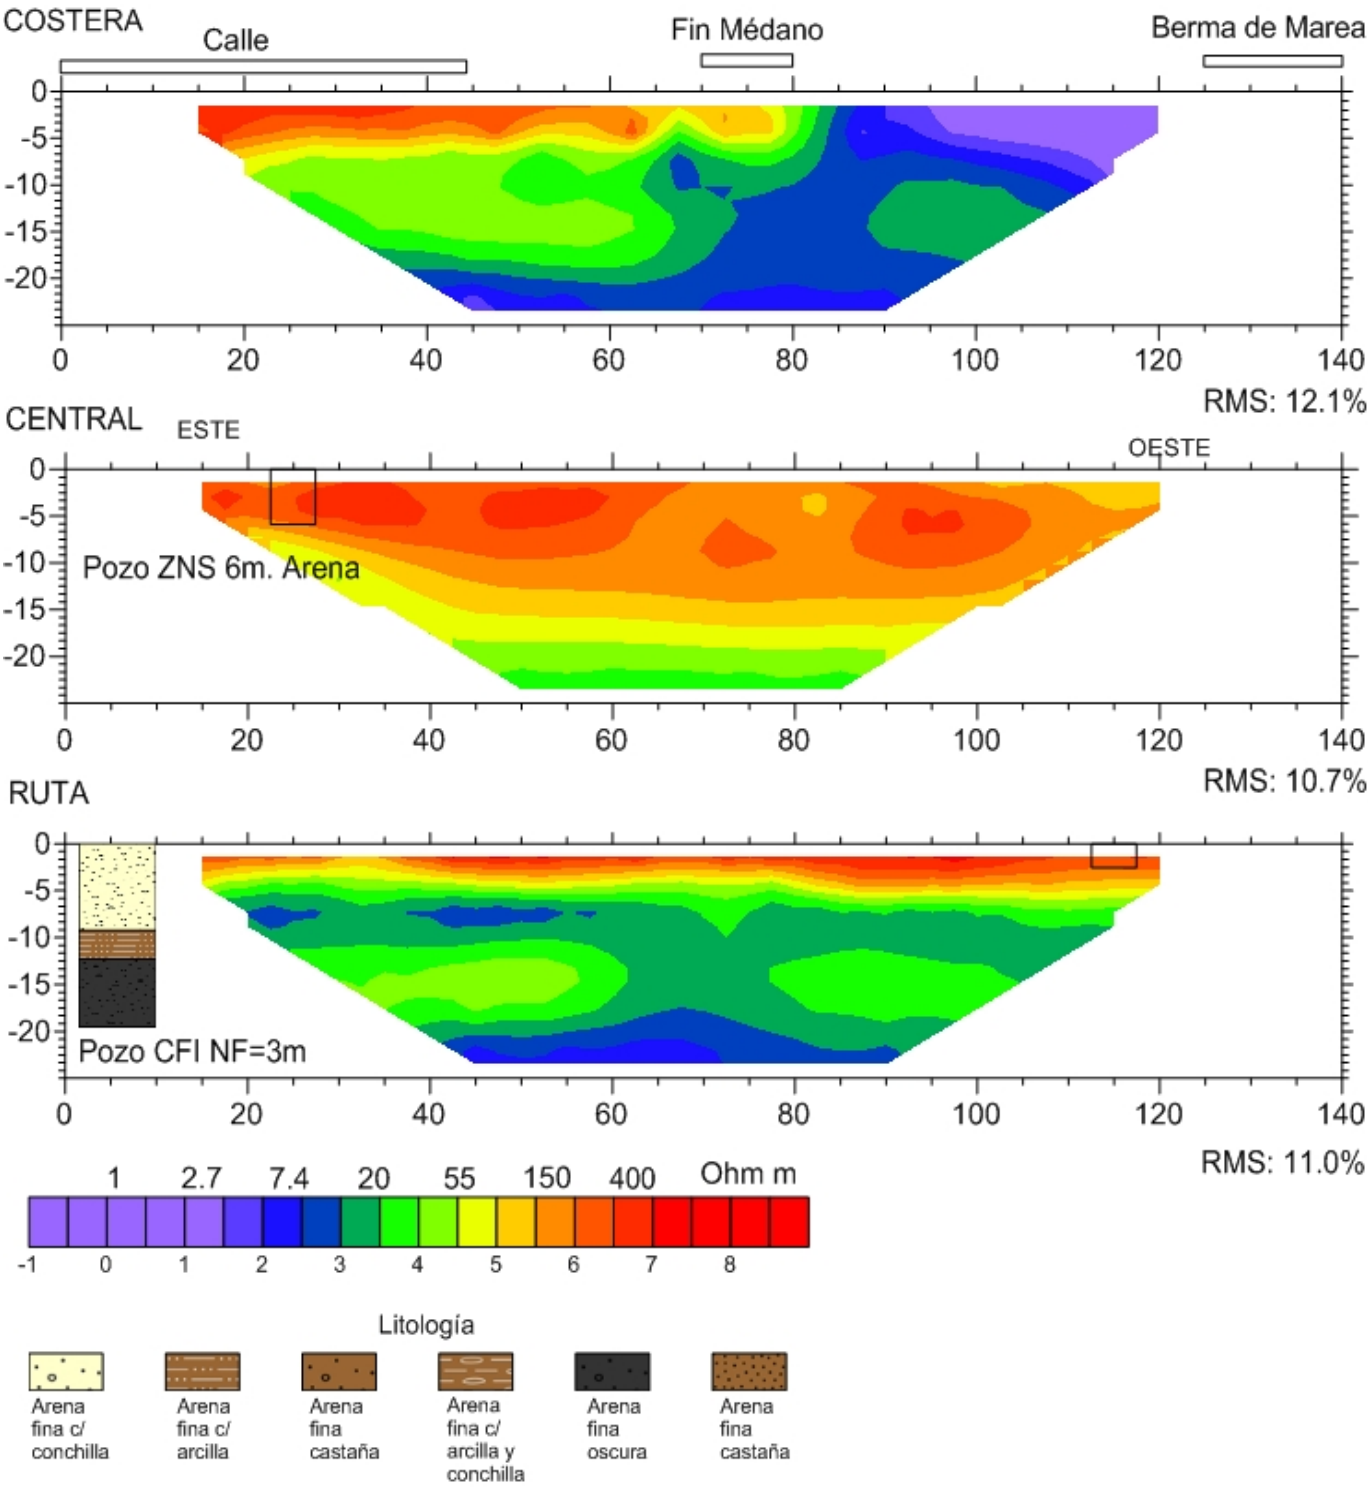 COSTERA
Calle
Fin Médano
Berma de Marea
0
-5
-10
-15
-20
0 20 40 60 80 100 120 140
RMS: 12.1%
CENTRAL
ESTE
OESTE
0
-5
-10
-15
-20
Pozo ZNS 6m. Arena
0 20 40 60 80 100 120 140
RMS: 10.7%
RUTA
0
-5
-10
-15
-20
Pozo CFI NF=3m
0 20 40 60 80 100 120 140
RMS: 11.0%
1 2.7 7.4 20 55 150 400 Ohm m
-1 0 1 2 3 4 5 6 7 8
Litología
Arena
fina c/
conchilla
Arena
fina c/
arcilla
Arena
fina
castaña
Arena
fina c/
arcilla y
conchilla
Arena
fina
oscura
Arena
fina
castaña